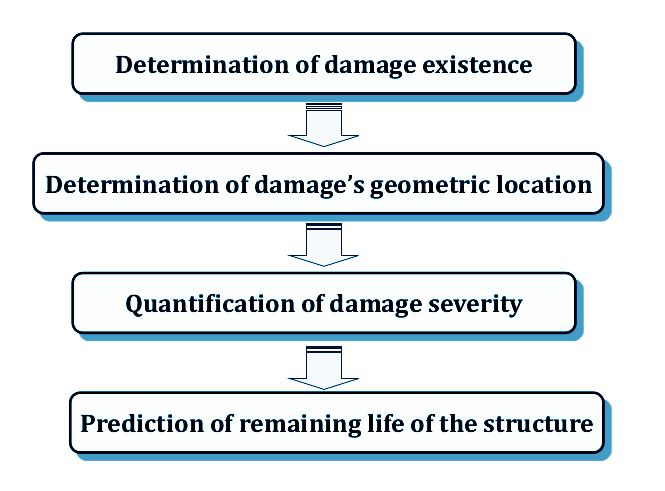 Determination of damage existence
Determination of damage’s geometric location
Quantification of damage severity
Prediction of remaining life of the structure